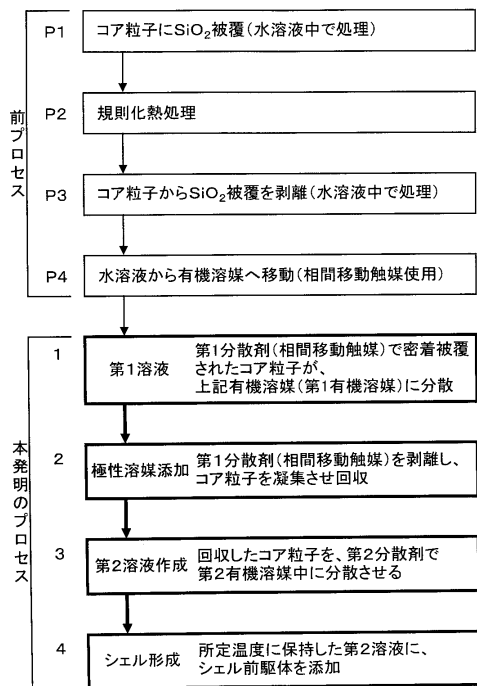 前プロセス
P1 コア粒子にSiO₂被覆(水溶液中で処理)
P2 規則化熱処理
P3 コア粒子からSiO₂被覆を剥離(水溶液中で処理)
P4 水溶液から有機溶媒へ移動(相間移動触媒使用)
本発明のプロセス
1 第1溶液 第1分散剤(相間移動触媒)で密着被覆
されたコア粒子が、
上記有機溶媒(第1有機溶媒)に分散
2 極性溶媒添加 第1分散剤(相間移動触媒)を剥離し、
コア粒子を凝集させ回収
3 第2溶液作成 回収したコア粒子を、第2分散剤で
第2有機溶媒中に分散させる
4 シェル形成 所定温度に保持した第2溶液に、
シェル前駆体を添加